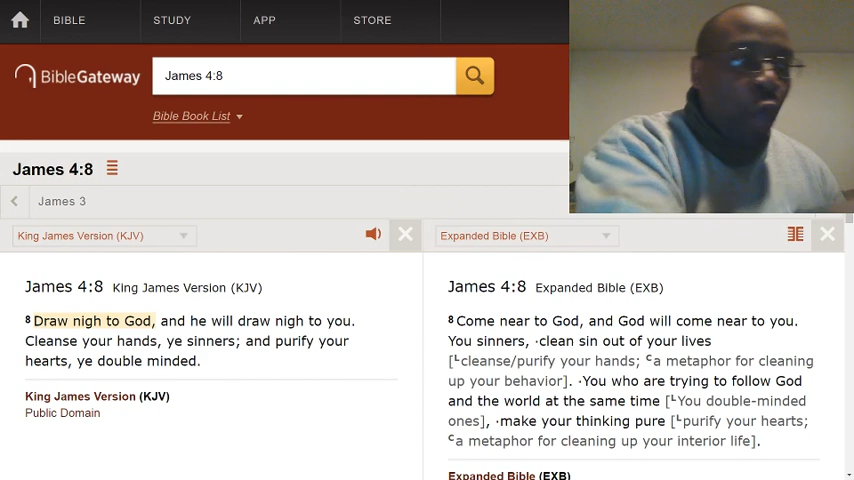 BIBLE STUDY APP STORE
BibleGateway James 4:8
Bible Book List
James 4:8
James 3
King James Version (KJV)
James 4:8 King James Version (KJV)
8 Draw nigh to God, and he will draw nigh to you.
Cleanse your hands, ye sinners; and purify your
hearts, ye double minded.
King James Version (KJV)
Public Domain
Expanded Bible (EXB)
James 4:8 Expanded Bible (EXB)
8 Come near to God, and God will come near to you.
You sinners, ·clean sin out of your lives
[L cleanse/purify your hands; C a metaphor for cleaning
up your behavior]. ·You who are trying to follow God
and the world at the same time [L You double-minded
ones], ·make your thinking pure [L purify your hearts;
C a metaphor for cleaning up your interior life].
Expanded Bible (EXB)